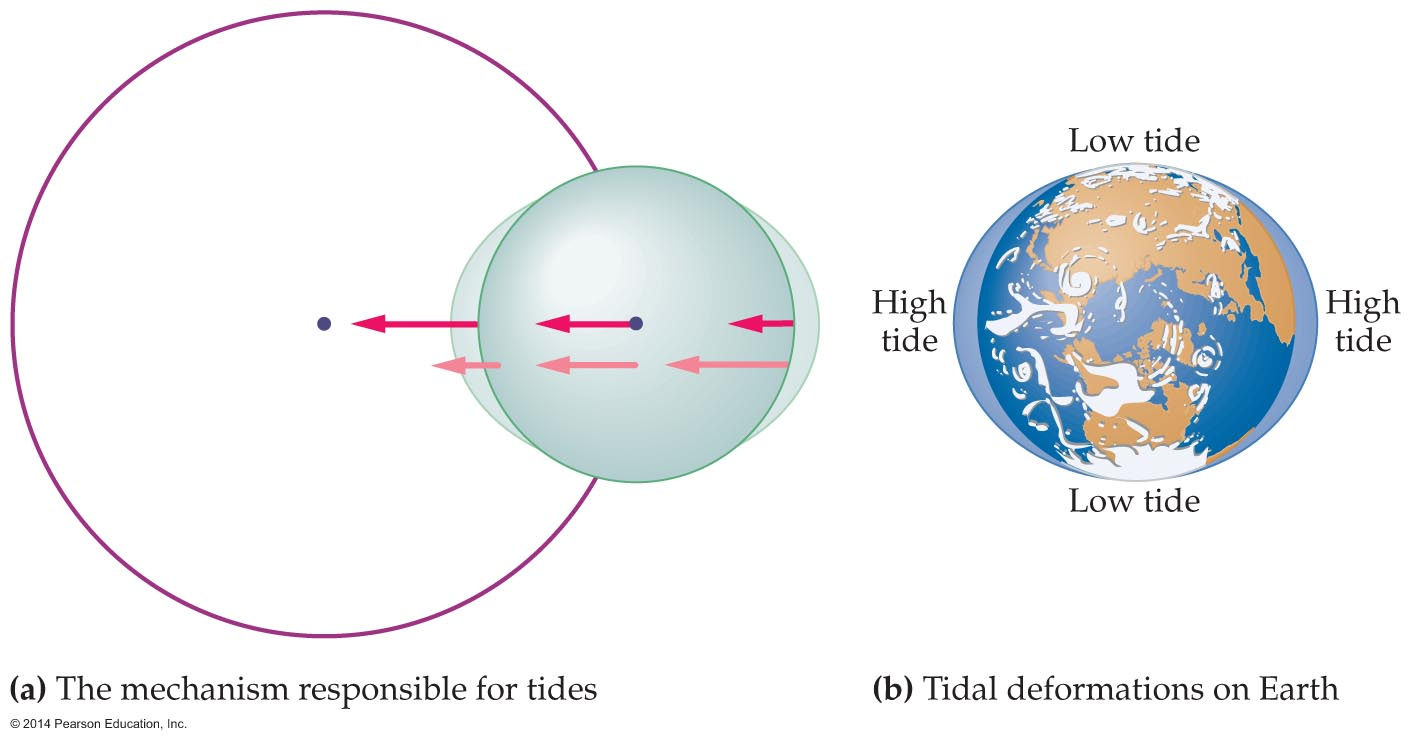 Low tide
High
tide
High
tide
Low tide
(a) The mechanism responsible for tides
(b) Tidal deformations on Earth
© 2014 Pearson Education, Inc.